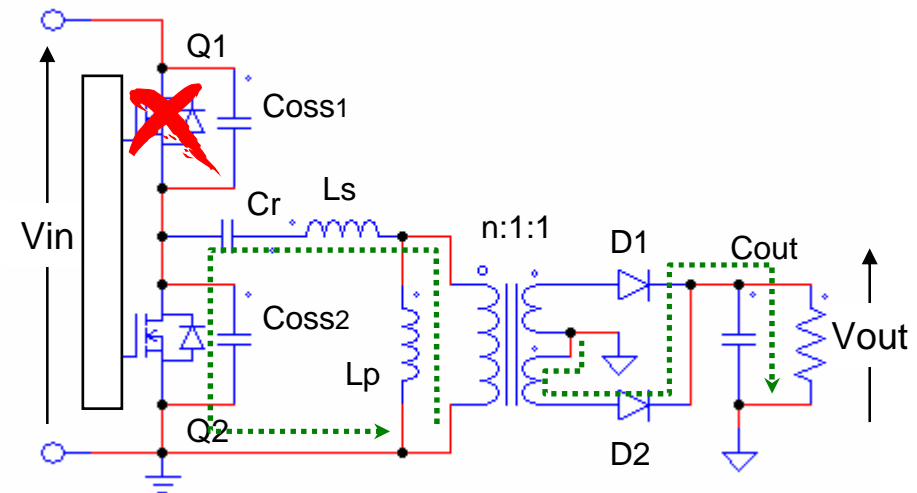 Q1
Coss1
Cr
Ls
n:1:1
D1
Cout
Vin
Coss2
Lp
Vout
Q2
D2